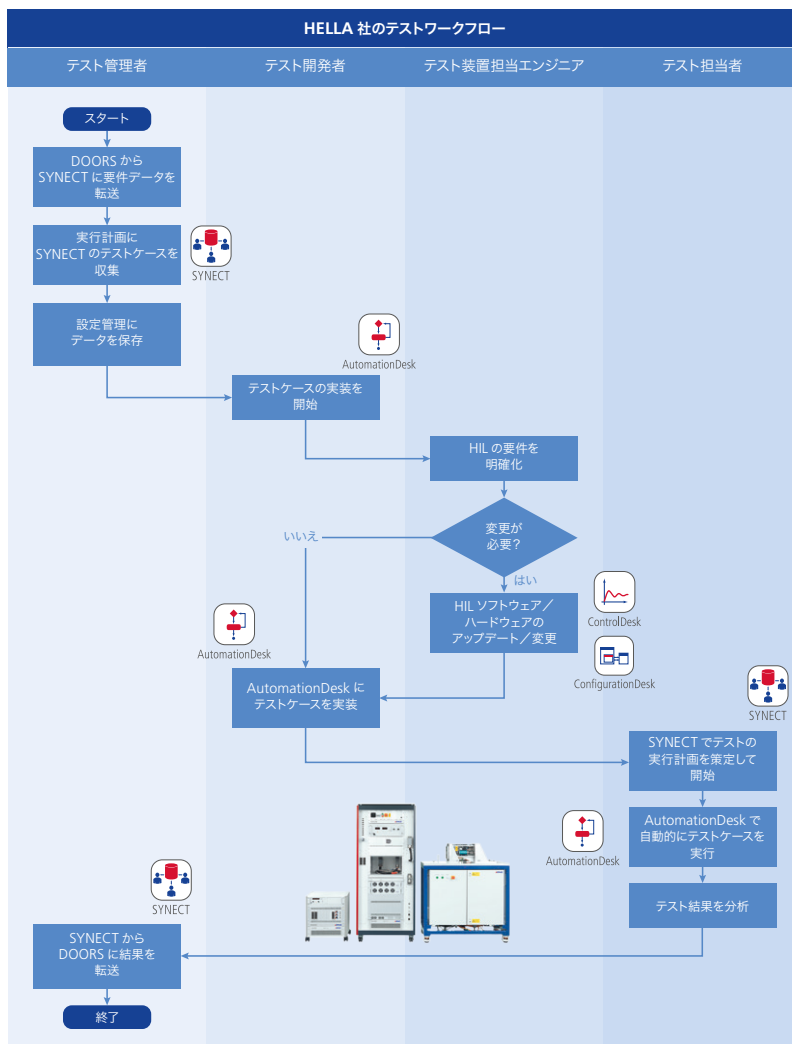 HELLA 社のテストワークフロー
テスト管理者
テスト開発者
テスト装置担当エンジニア
テスト担当者
スタート
DOORS から
SYNECT に要件データを
転送
実行計画に
SYNECT のテストケースを
収集
SYNECT
設定管理に
データを保存
AutomationDesk
テストケースの実装を
開始
HIL の要件を
明確化
変更が
必要?
いいえ
はい
HIL ソフトウェア/
ハードウェアの
アップデート/変更
ControlDesk
ConfigurationDesk
AutomationDesk
AutomationDesk に
テストケースを実装
SYNECT
SYNECT でテストの
実行計画を策定して
開始
AutomationDesk で
自動的にテストケースを
実行
AutomationDesk
テスト結果を分析
SYNECT
SYNECT から
DOORS に結果を
転送
終了